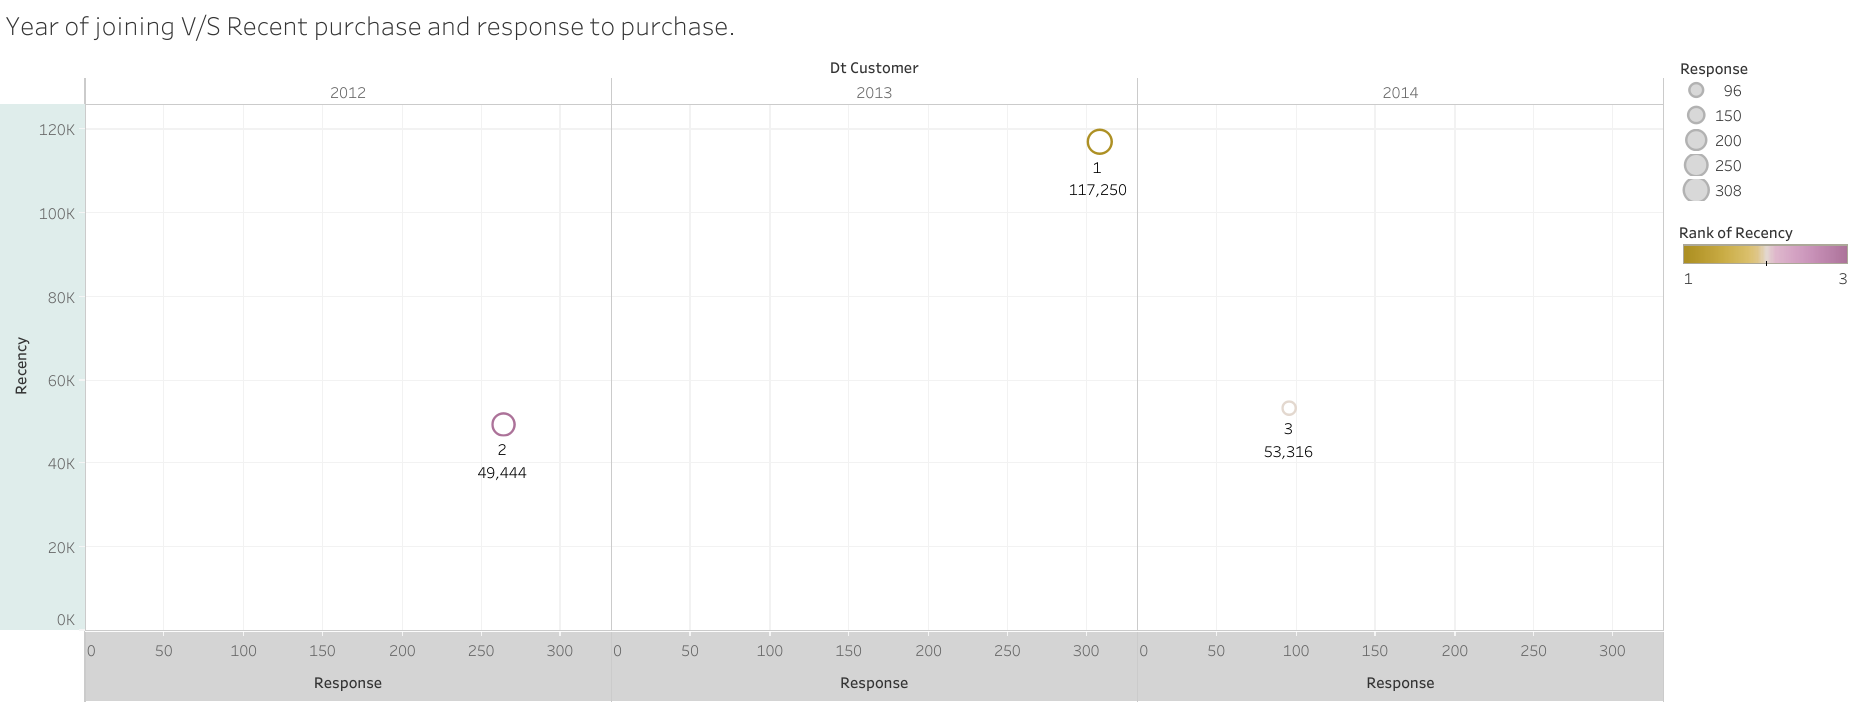 Year of joining V/S Recent purchase and response to purchase.
Dt Customer
2012 2013 2014
120K
100K
80K
60K
40K
20K
0K
Recency
1
117,250
2
49,444
3
53,316
0 50 100 150 200 250 300 0 50 100 150 200 250 300 0 50 100 150 200 250 300
Response Response Response
Response
96
150
200
250
308
Rank of Recency
1 3